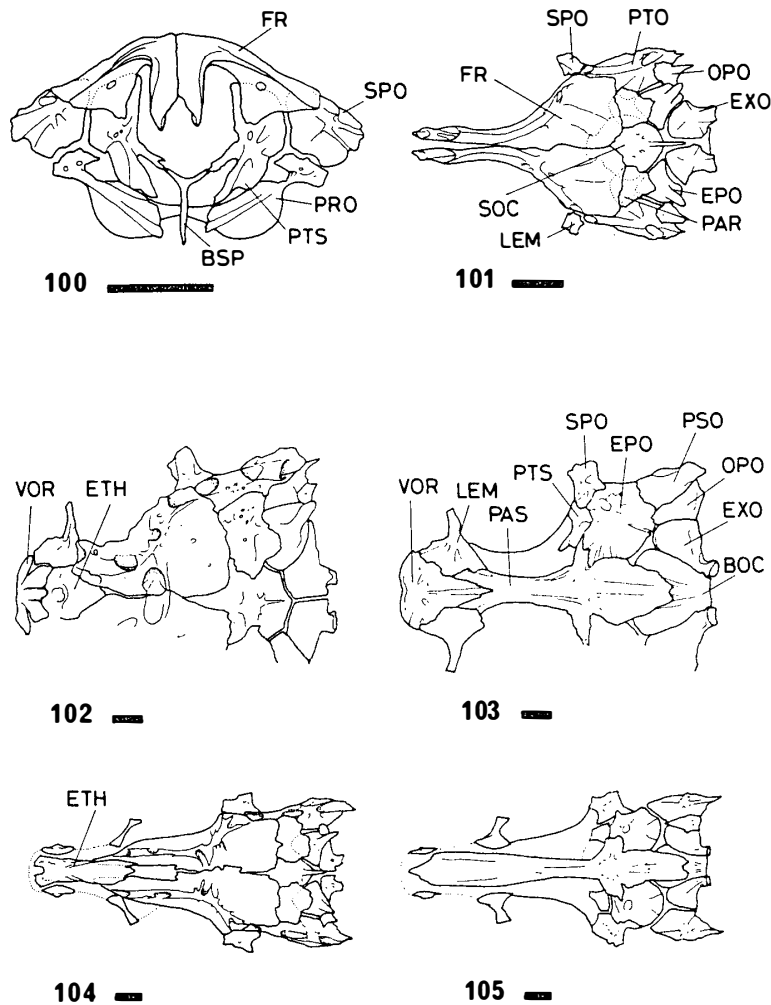 FR
SPO
PRO
PTS
BSP
100
SPO
PTO
FR
OPO
EXO
SOC
EPO
LEM
PAR
101
VOR
ETH
102
SPO
EPO
PSO
PTS
OPO
VOR
LEM
PAS
EXO
BOC
103
ETH
104
105